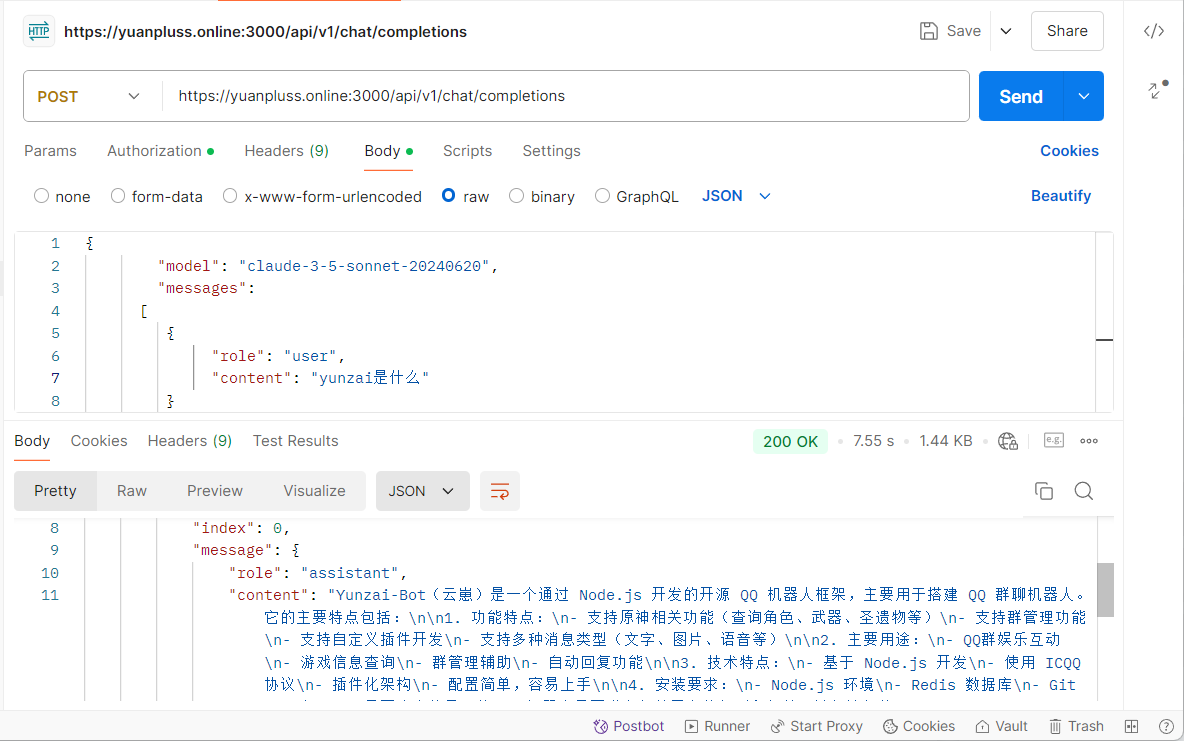 HTTP https://yuanpluss.online:3000/api/v1/chat/completions Save Share
POST https://yuanpluss.online:3000/api/v1/chat/completions Send
Params Authorization Headers (9) Body Scripts Settings Cookies
none form-data x-www-form-urlencoded raw binary GraphQL JSON Beautify
1 {
2 "model": "claude-3-5-sonnet-20240620",
3 "messages":
4 [
5 {
6 "role": "user",
7 "content": "yunzai是什么"
8 }
Body Cookies Headers (9) Test Results 200 OK 7.55 s 1.44 KB e.g.
Pretty Raw Preview Visualize JSON
8 "index": 0,
9 "message": {
10 "role": "assistant",
11 "content": "Yunzai-Bot（云崽）是一个通过 Node.js 开发的开源 QQ 机器人框架，主要用于搭建 QQ 群聊机器人。
它的主要特点包括：\n\n1. 功能特点：\n- 支持原神相关功能（查询角色、武器、圣遗物等）\n- 支持群管理功能
\n- 支持自定义插件开发\n- 支持多种消息类型（文字、图片、语音等）\n\n2. 主要用途：\n- QQ群娱乐互动
\n- 游戏信息查询\n- 群管理辅助\n- 自动回复功能\n\n3. 技术特点：\n- 基于 Node.js 开发\n- 使用 ICQQ
协议\n- 插件化架构\n- 配置简单，容易上手\n\n4. 安装要求：\n- Node.js 环境\n- Redis 数据库\n- Git
Postbot Runner Start Proxy Cookies Vault Trash